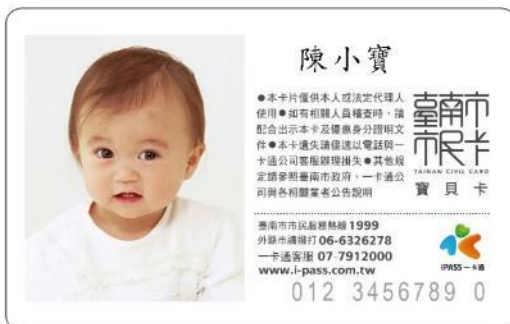 陳小寶
●本卡片僅供本人或法定代理人
使用●如有相關人員稽查時，請
配合出示本卡及優惠身分證明文
件●本卡遺失請儘速以電話與一
卡通公司客服辦理掛失●其他規
定請參照臺南市政府、一卡通公
司與各相關業者公告說明
臺南市
市民卡
TAINAN CIVIL CARD
寶貝卡
臺南市市民服務熱線 1999
外縣市請撥打 06-6326278
一卡通客服 07-7912000
www.i-pass.com.tw
iPASS 一卡通
012 3456789 0